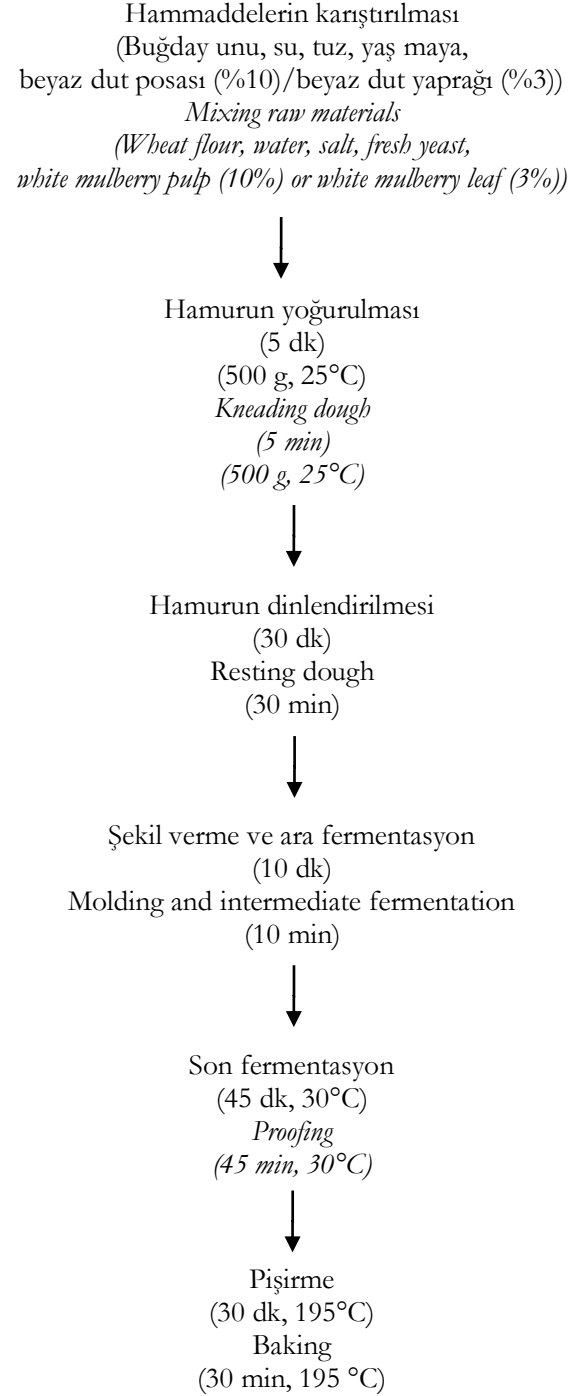 Hammaddelerin karıştırılması
(Buğday unu, su, tuz, yaş maya,
beyaz dut posası (%10)/beyaz dut yaprağı (%3))
Mixing raw materials
(Wheat flour, water, salt, fresh yeast,
white mulberry pulp (10%) or white mulberry leaf (3%))
Hamurun yoğurulması
(5 dk)
(500 g, 25°C)
Kneading dough
(5 min)
(500 g, 25°C)
Hamurun dinlendirilmesi
(30 dk)
Resting dough
(30 min)
Şekil verme ve ara fermentasyon
(10 dk)
Molding and intermediate fermentation
(10 min)
Son fermentasyon
(45 dk, 30°C)
Proofing
(45 min, 30°C)
Pişirme
(30 dk, 195°C)
Baking
(30 min, 195 °C)